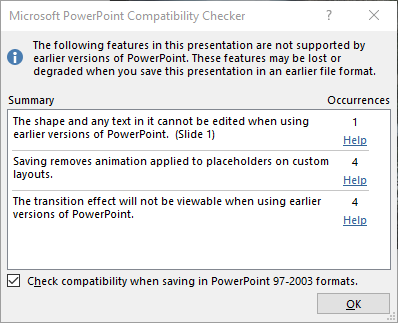 Microsoft PowerPoint Compatibility Checker
The following features in this presentation are not supported by
earlier versions of PowerPoint. These features may be lost or
degraded when you save this presentation in an earlier file format.
Summary Occurrences
The shape and any text in it cannot be edited when using 1
earlier versions of PowerPoint. (Slide 1) Help
Saving removes animation applied to placeholders on custom 4
layouts. Help
The transition effect will not be viewable when using earlier 4
versions of PowerPoint. Help
Check compatibility when saving in PowerPoint 97-2003 formats.
OK